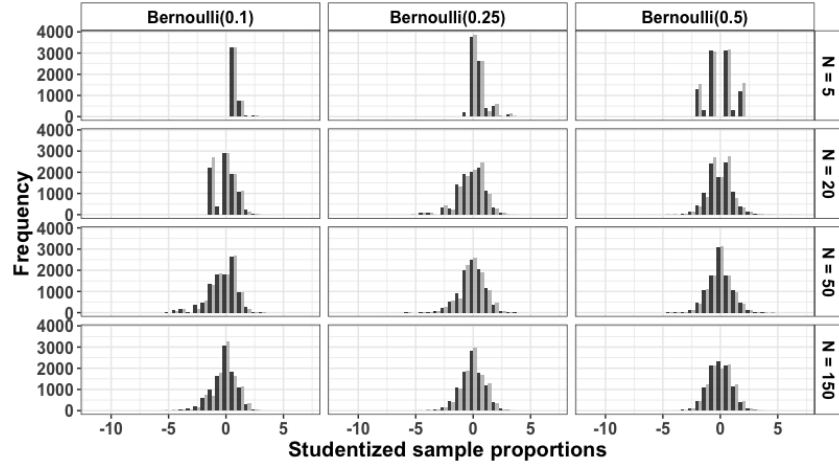 Bernoulli(0.1) Bernoulli(0.25) Bernoulli(0.5)
Frequency
4000
3000
2000
1000
0
N = 5
4000
3000
2000
1000
0
N = 20
4000
3000
2000
1000
0
N = 50
4000
3000
2000
1000
0
N = 150
-10 -5 0 5 -10 -5 0 5 -10 -5 0 5
Studentized sample proportions